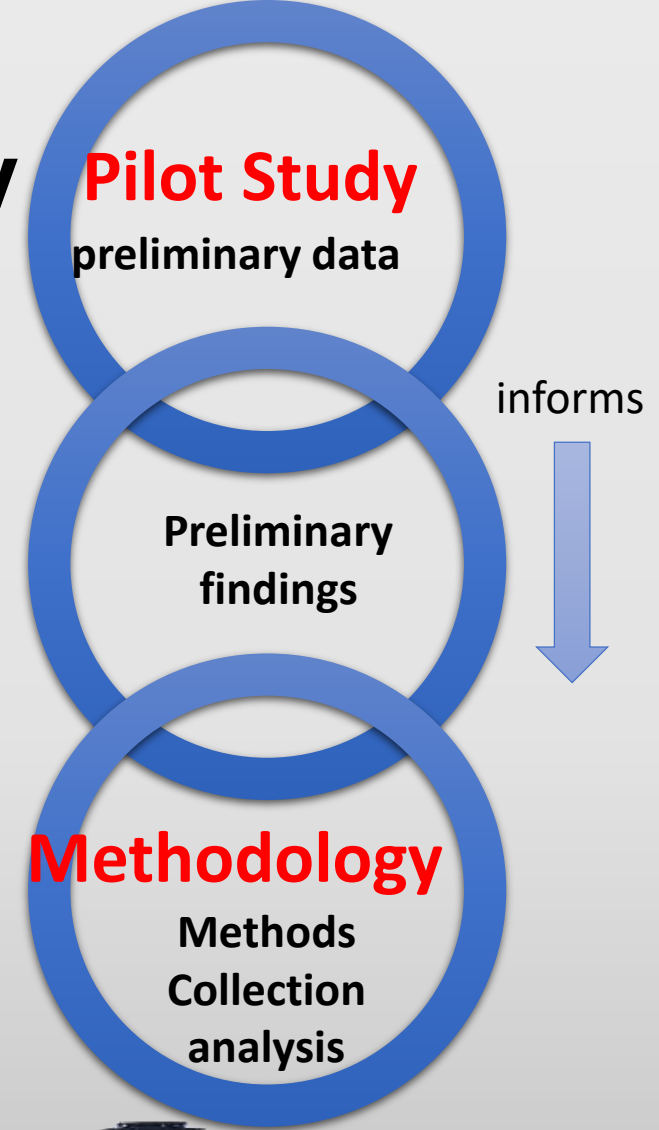 y
Pilot Study
preliminary data
informs
Preliminary
findings
Methodology
Methods
Collection
analysis